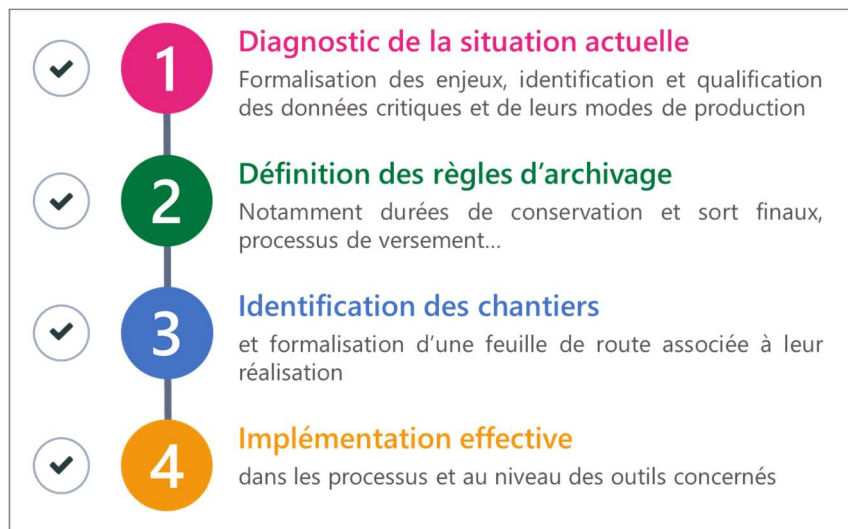 1
Diagnostic de la situation actuelle
Formalisation des enjeux, identification et qualification
des données critiques et de leurs modes de production
2
Définition des règles d'archivage
Notamment durées de conservation et sort finaux,
processus de versement...
3
Identification des chantiers
et formalisation d'une feuille de route associée à leur
réalisation
4
Implémentation effective
dans les processus et au niveau des outils concernés